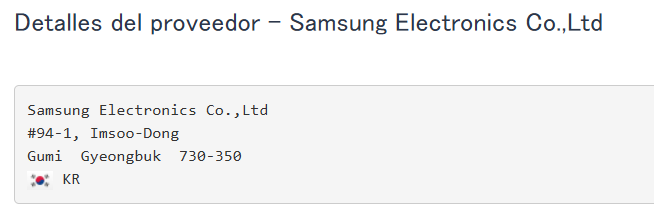 Detalles del proveedor – Samsung Electronics Co.,Ltd
Samsung Electronics Co.,Ltd
#94-1, Imsoo-Dong
Gumi  Gyeongbuk  730-350
KR